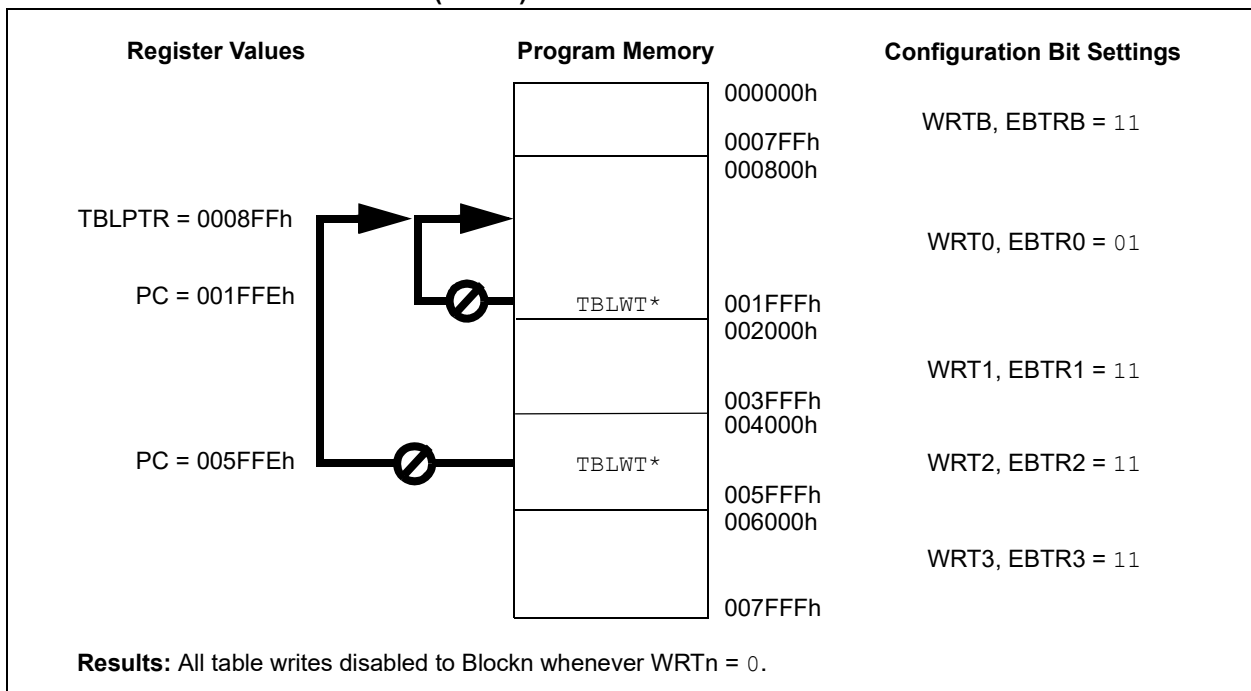 Register Values Program Memory Configuration Bit Settings
000000h
WRTB, EBTRB = 11
0007FFh
000800h
TBLPTR = 0008FFh
WRT0, EBTR0 = 01
PC = 001FFEh TBLWT* 001FFFh
002000h
WRT1, EBTR1 = 11
003FFFh
004000h
PC = 005FFEh TBLWT* WRT2, EBTR2 = 11
005FFFh
006000h
WRT3, EBTR3 = 11
007FFFh
Results: All table writes disabled to Blockn whenever WRTn = 0.